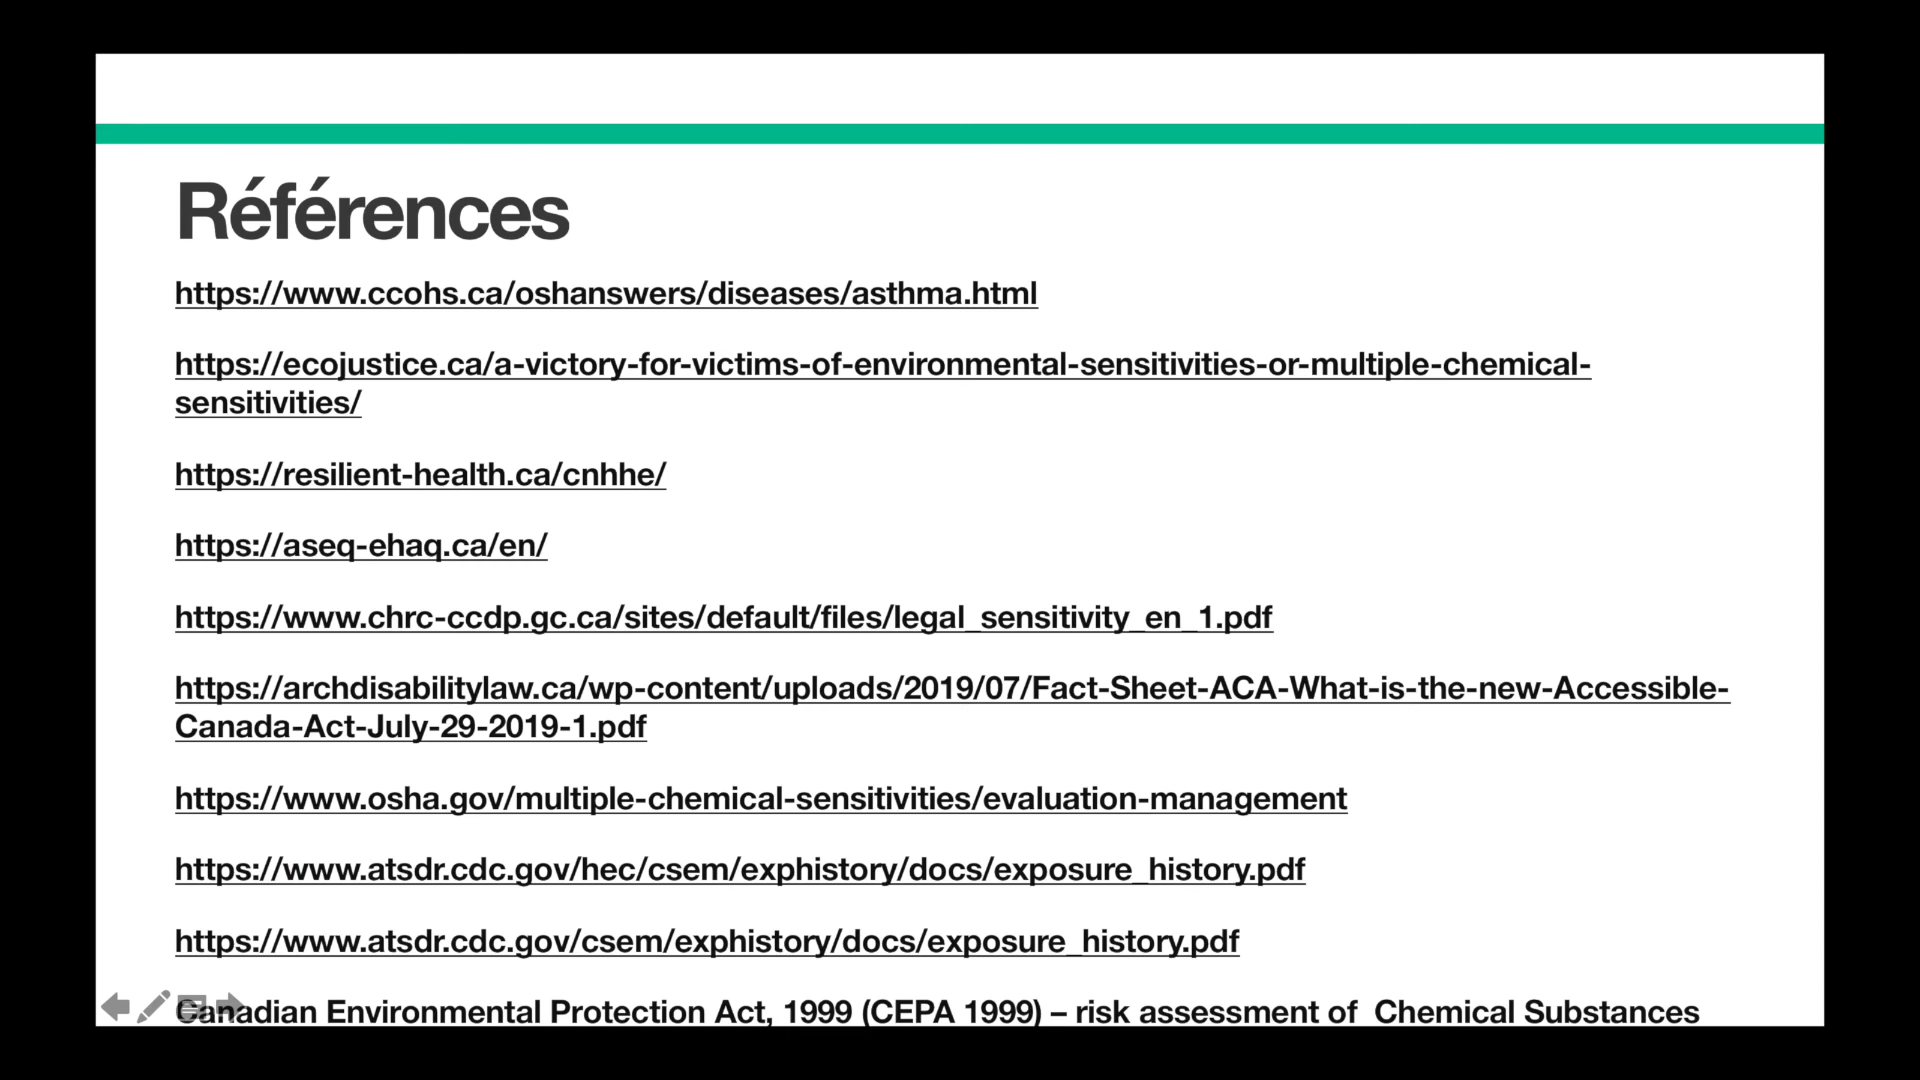 Références
https://www.ccohs.ca/oshanswers/diseases/asthma.html
https://ecojustice.ca/a-victory-for-victims-of-environmental-sensitivities-or-multiple-chemical-
sensitivities/
https://resilient-health.ca/cnhhe/
https://aseq-ehaq.ca/en/
https://www.chrc-ccdp.gc.ca/sites/default/files/legal_sensitivity_en_1.pdf
https://archdisabilitylaw.ca/wp-content/uploads/2019/07/Fact-Sheet-ACA-What-is-the-new-Accessible-
Canada-Act-July-29-2019-1.pdf
https://www.osha.gov/multiple-chemical-sensitivities/evaluation-management
https://www.atsdr.cdc.gov/hec/csem/exphistory/docs/exposure_history.pdf
https://www.atsdr.cdc.gov/csem/exphistory/docs/exposure_history.pdf
Canadian Environmental Protection Act, 1999 (CEPA 1999) – risk assessment of  Chemical Substances